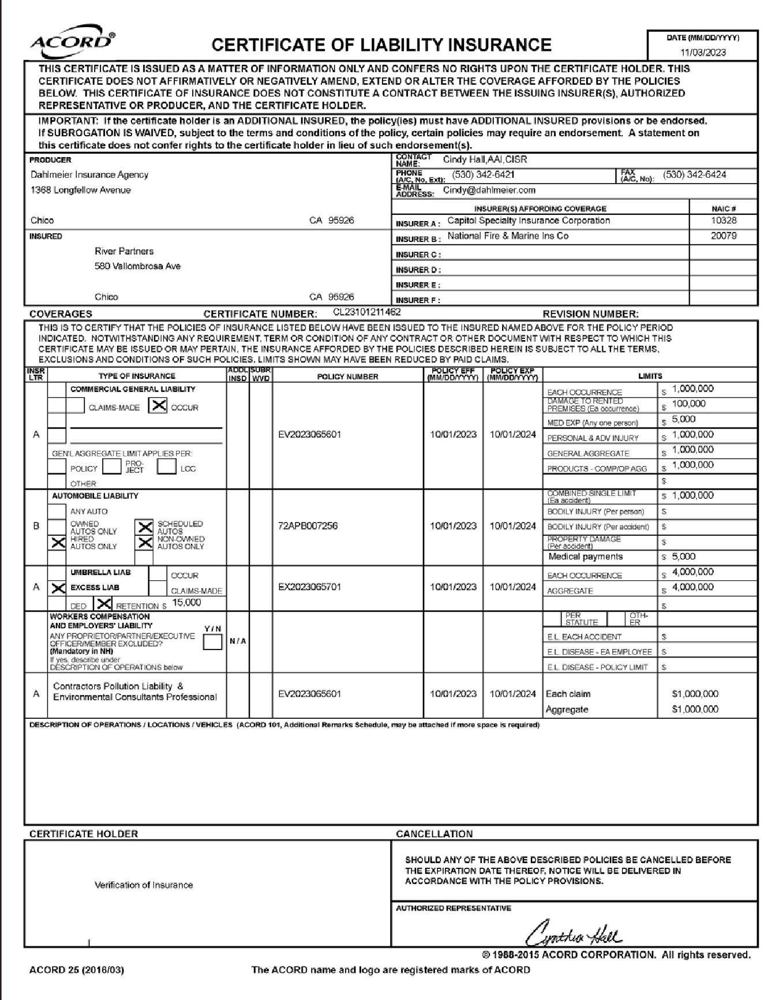 ACORD®
CERTIFICATE OF LIABILITY INSURANCE
DATE (MM/DD/YYYY)
11/03/2023
THIS CERTIFICATE IS ISSUED AS A MATTER OF INFORMATION ONLY AND CONFERS NO RIGHTS UPON THE CERTIFICATE HOLDER. THIS
CERTIFICATE DOES NOT AFFIRMATIVELY OR NEGATIVELY AMEND, EXTEND OR ALTER THE COVERAGE AFFORDED BY THE POLICIES
BELOW. THIS CERTIFICATE OF INSURANCE DOES NOT CONSTITUTE A CONTRACT BETWEEN THE ISSUING INSURER(S), AUTHORIZED
REPRESENTATIVE OR PRODUCER, AND THE CERTIFICATE HOLDER.
IMPORTANT: If the certificate holder is an ADDITIONAL INSURED, the policy(ies) must have ADDITIONAL INSURED provisions or be endorsed.
If SUBROGATION IS WAIVED, subject to the terms and conditions of the policy, certain policies may require an endorsement. A statement on
this certificate does not confer rights to the certificate holder in lieu of such endorsement(s).
PRODUCER
Dahlmeier Insurance Agency
1368 Longfellow Avenue
Chico CA 95926
CONTACT NAME: Cindy Hall,AAI,CISR
PHONE (A/C, No, Ext): (530) 342-6421 FAX (A/C, No): (530) 342-6424
E-MAIL ADDRESS: Cindy@dahlmeier.com
INSURER(S) AFFORDING COVERAGE NAIC #
INSURER A : Capitol Specialty Insurance Corporation 10328
INSURED
River Partners
580 Vallombrosa Ave
Chico CA 95926
INSURER B : National Fire & Marine Ins Co 20079
INSURER C :
INSURER D :
INSURER E :
INSURER F :
COVERAGES CERTIFICATE NUMBER: CL23101211462 REVISION NUMBER:
THIS IS TO CERTIFY THAT THE POLICIES OF INSURANCE LISTED BELOW HAVE BEEN ISSUED TO THE INSURED NAMED ABOVE FOR THE POLICY PERIOD
INDICATED. NOTWITHSTANDING ANY REQUIREMENT, TERM OR CONDITION OF ANY CONTRACT OR OTHER DOCUMENT WITH RESPECT TO WHICH THIS
CERTIFICATE MAY BE ISSUED OR MAY PERTAIN, THE INSURANCE AFFORDED BY THE POLICIES DESCRIBED HEREIN IS SUBJECT TO ALL THE TERMS,
EXCLUSIONS AND CONDITIONS OF SUCH POLICIES. LIMITS SHOWN MAY HAVE BEEN REDUCED BY PAID CLAIMS.
INSR LTR TYPE OF INSURANCE ADDL INSD SUBR WVD POLICY NUMBER POLICY EFF (MM/DD/YYYY) POLICY EXP (MM/DD/YYYY) LIMITS
COMMERCIAL GENERAL LIABILITY
CLAIMS-MADE X OCCUR
A EV2023065601 10/01/2023 10/01/2024
GEN'L AGGREGATE LIMIT APPLIES PER:
POLICY PRO-JECT LOC
OTHER:
EACH OCCURRENCE $ 1,000,000
DAMAGE TO RENTED PREMISES (Ea occurrence) $ 100,000
MED EXP (Any one person) $ 5,000
PERSONAL & ADV INJURY $ 1,000,000
GENERAL AGGREGATE $ 1,000,000
PRODUCTS - COMP/OP AGG $ 1,000,000
$
AUTOMOBILE LIABILITY
ANY AUTO
B OWNED AUTOS ONLY X SCHEDULED AUTOS 72APB007256 10/01/2023 10/01/2024
X HIRED AUTOS ONLY X NON-OWNED AUTOS ONLY
COMBINED SINGLE LIMIT (Ea accident) $ 1,000,000
BODILY INJURY (Per person) $
BODILY INJURY (Per accident) $
PROPERTY DAMAGE (Per accident) $
Medical payments $ 5,000
UMBRELLA LIAB OCCUR
A X EXCESS LIAB CLAIMS-MADE EX2023065701 10/01/2023 10/01/2024
DED X RETENTION $ 15,000
EACH OCCURRENCE $ 4,000,000
AGGREGATE $ 4,000,000
$
WORKERS COMPENSATION
AND EMPLOYERS' LIABILITY Y / N
ANY PROPRIETOR/PARTNER/EXECUTIVE
OFFICER/MEMBER EXCLUDED? N / A
(Mandatory in NH)
If yes, describe under
DESCRIPTION OF OPERATIONS below
PER STATUTE OTH-ER
E.L. EACH ACCIDENT $
E.L. DISEASE - EA EMPLOYEE $
E.L. DISEASE - POLICY LIMIT $
Contractors Pollution Liability &
A Environmental Consultants Professional EV2023065601 10/01/2023 10/01/2024 Each claim $1,000,000
Aggregate $1,000,000
DESCRIPTION OF OPERATIONS / LOCATIONS / VEHICLES (ACORD 101, Additional Remarks Schedule, may be attached if more space is required)
CERTIFICATE HOLDER
Verification of Insurance
CANCELLATION
SHOULD ANY OF THE ABOVE DESCRIBED POLICIES BE CANCELLED BEFORE
THE EXPIRATION DATE THEREOF, NOTICE WILL BE DELIVERED IN
ACCORDANCE WITH THE POLICY PROVISIONS.
AUTHORIZED REPRESENTATIVE
Cynthia Hall
© 1988-2015 ACORD CORPORATION. All rights reserved.
ACORD 25 (2016/03) The ACORD name and logo are registered marks of ACORD